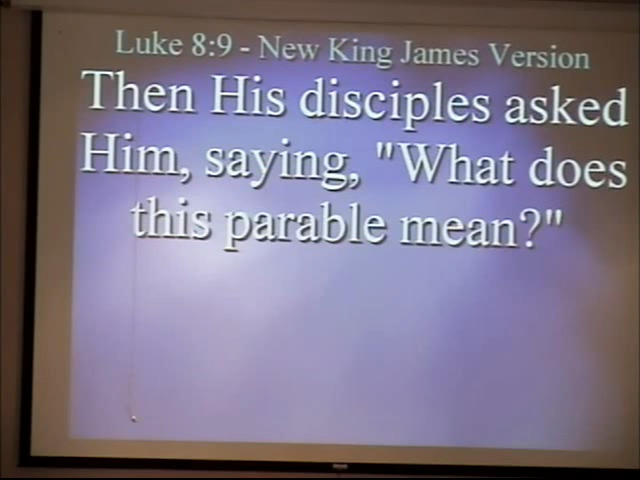 Luke 8:9 - New King James Version
Then His disciples asked
Him, saying, "What does
this parable mean?"